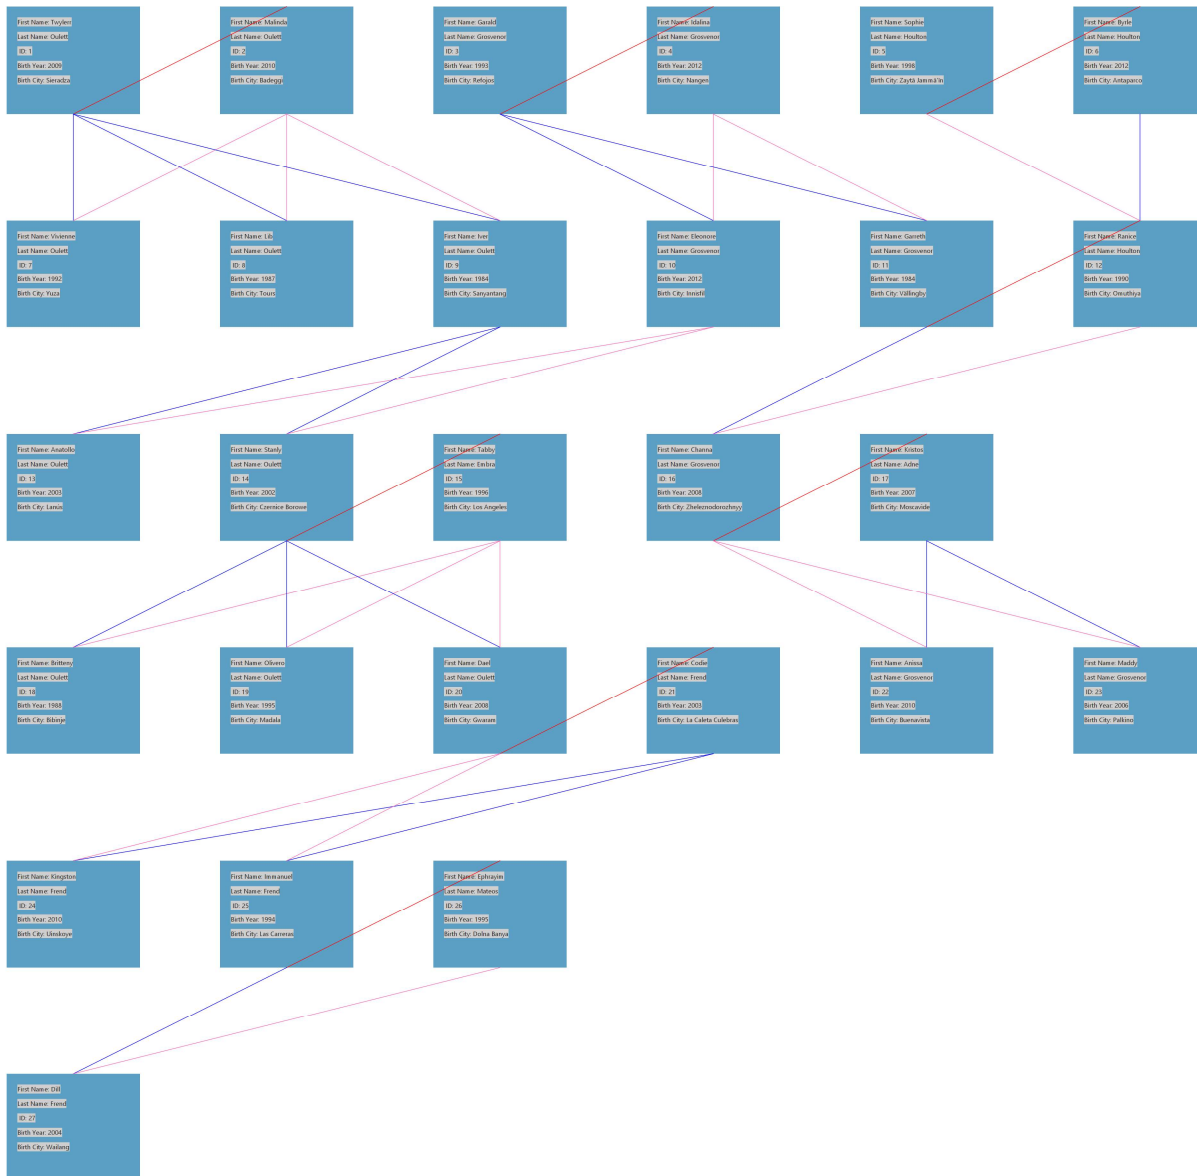 First Name: Twylerr
Last Name: Oulett
ID: 1
Birth Year: 2009
Birth City: Sieradza
First Name: Malinda
Last Name: Oulett
ID: 2
Birth Year: 2010
Birth City: Badeggi
First Name: Garald
Last Name: Grosvenor
ID: 3
Birth Year: 1993
Birth City: Refojos
First Name: Idalina
Last Name: Grosvenor
ID: 4
Birth Year: 2012
Birth City: Nangen
First Name: Sophie
Last Name: Houlton
ID: 5
Birth Year: 1998
Birth City: Zaytā Jammā‘īn
First Name: Byrle
Last Name: Houlton
ID: 6
Birth Year: 2012
Birth City: Antaparco
First Name: Vivienne
Last Name: Oulett
ID: 7
Birth Year: 1992
Birth City: Yuza
First Name: Lib
Last Name: Oulett
ID: 8
Birth Year: 1987
Birth City: Tours
First Name: Iver
Last Name: Oulett
ID: 9
Birth Year: 1984
Birth City: Sanyantang
First Name: Eleonore
Last Name: Grosvenor
ID: 10
Birth Year: 2012
Birth City: Innisfil
First Name: Garreth
Last Name: Grosvenor
ID: 11
Birth Year: 1984
Birth City: Vällingby
First Name: Ranice
Last Name: Houlton
ID: 12
Birth Year: 1990
Birth City: Omuthiya
First Name: Anatollo
Last Name: Oulett
ID: 13
Birth Year: 2003
Birth City: Lanús
First Name: Stanly
Last Name: Oulett
ID: 14
Birth Year: 2002
Birth City: Czernice Borowe
First Name: Tabby
Last Name: Embra
ID: 15
Birth Year: 1996
Birth City: Los Angeles
First Name: Channa
Last Name: Grosvenor
ID: 16
Birth Year: 2008
Birth City: Zheleznodorozhnyy
First Name: Kristos
Last Name: Adne
ID: 17
Birth Year: 2007
Birth City: Moscavide
First Name: Britteny
Last Name: Oulett
ID: 18
Birth Year: 1988
Birth City: Bibinje
First Name: Olivero
Last Name: Oulett
ID: 19
Birth Year: 1995
Birth City: Madala
First Name: Dael
Last Name: Oulett
ID: 20
Birth Year: 2008
Birth City: Gwaram
First Name: Codie
Last Name: Frend
ID: 21
Birth Year: 2003
Birth City: La Caleta Culebras
First Name: Anissa
Last Name: Grosvenor
ID: 22
Birth Year: 2010
Birth City: Buenavista
First Name: Maddy
Last Name: Grosvenor
ID: 23
Birth Year: 2006
Birth City: Palkino
First Name: Kingston
Last Name: Frend
ID: 24
Birth Year: 2010
Birth City: Uinskoye
First Name: Immanuel
Last Name: Frend
ID: 25
Birth Year: 1994
Birth City: Las Carreras
First Name: Ephrayim
Last Name: Mateos
ID: 26
Birth Year: 1995
Birth City: Dolna Banya
First Name: Dill
Last Name: Frend
ID: 27
Birth Year: 2004
Birth City: Wailang